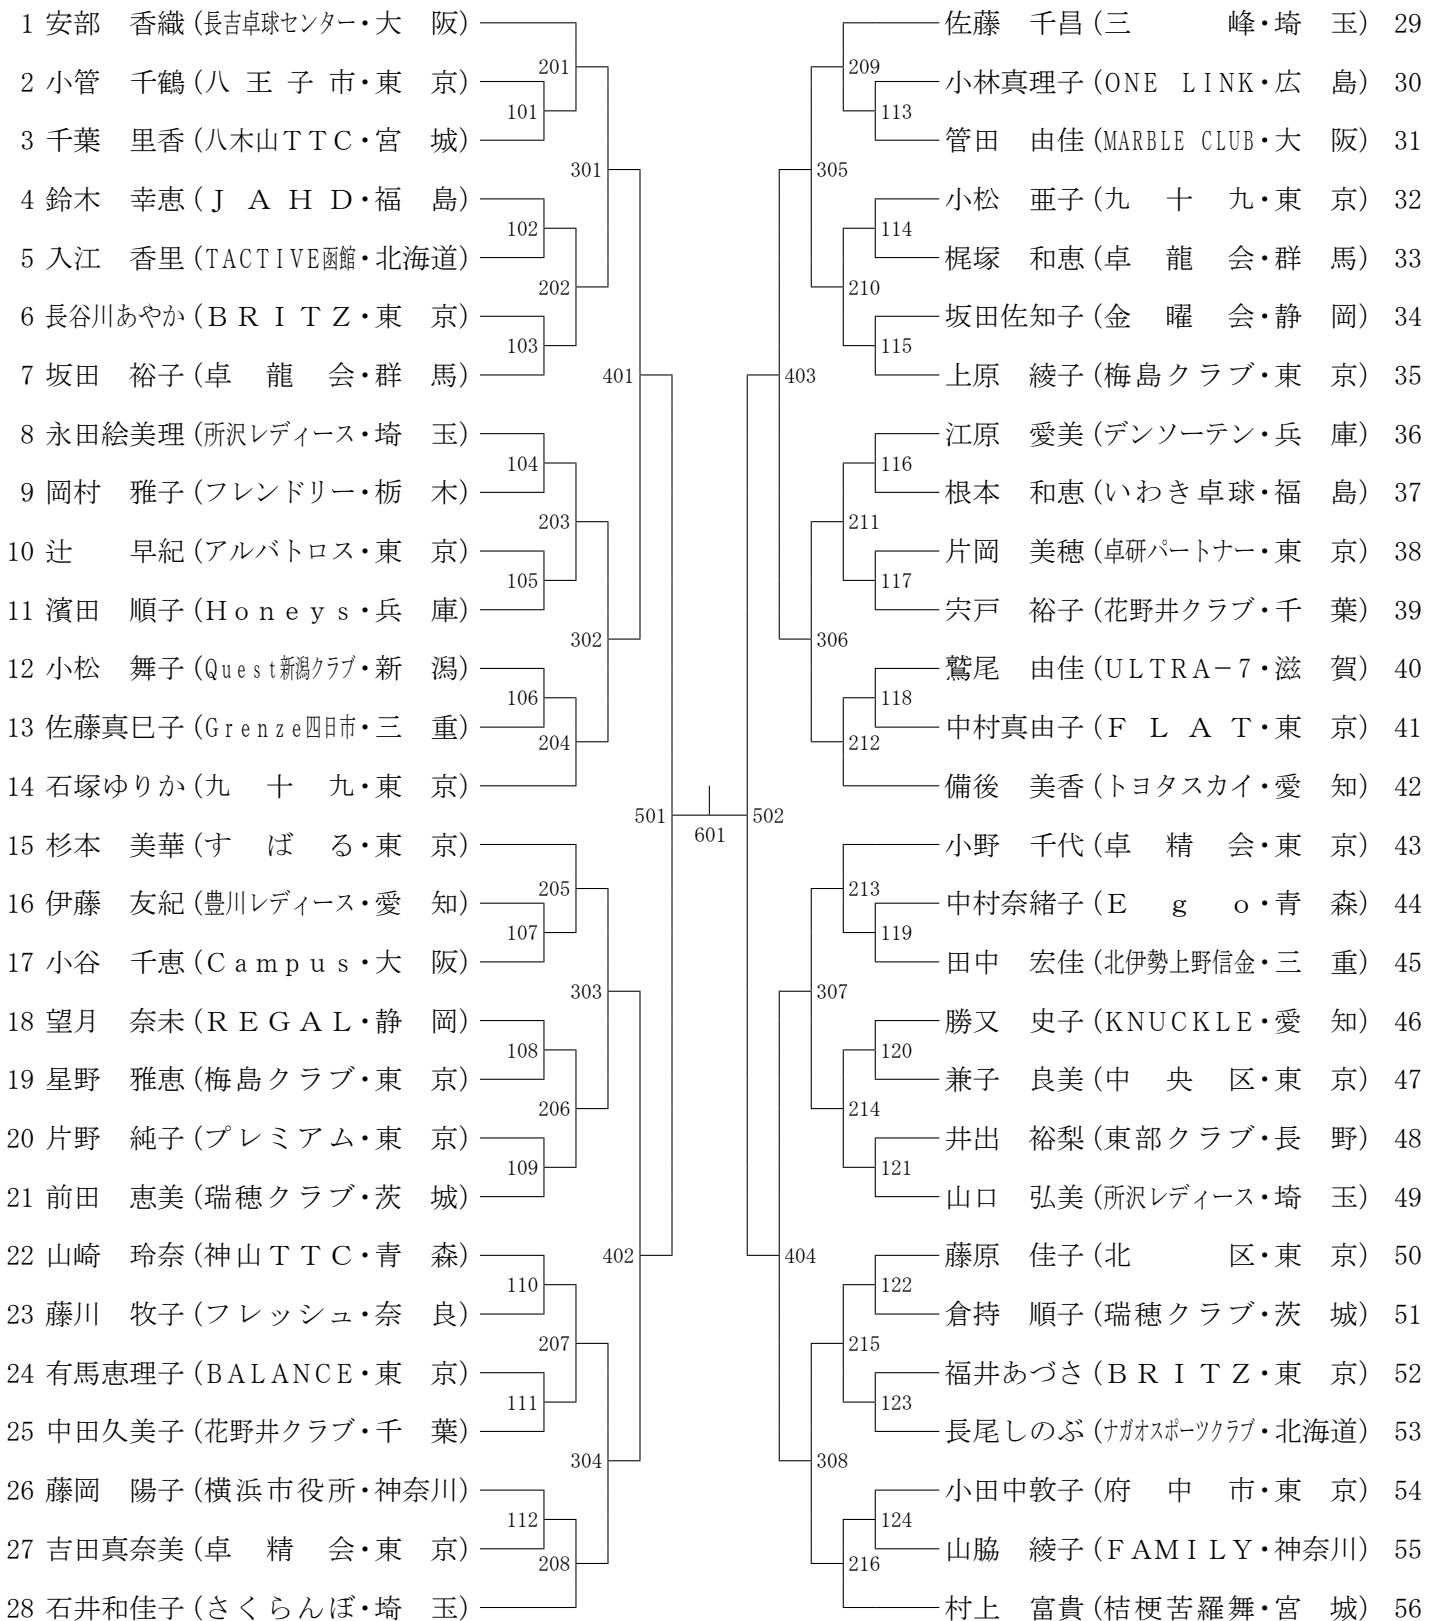 1 安部　香織 (長吉卓球センター・大　阪)
2 小管　千鶴 (八 王 子 市・東　京)
3 千葉　里香 (八木山TTC・宮　城)
4 鈴木　幸恵 (J A H D・福　島)
5 入江　香里 (TACTIVE函館・北海道)
6 長谷川あやか (B R I T Z・東　京)
7 坂田　裕子 (卓　龍　会・群　馬)
8 永田絵美理 (所沢レディース・埼　玉)
9 岡村　雅子 (フレンドリー・栃　木)
10 辻　　早紀 (アルバトロス・東　京)
11 濱田　順子 (Honeys・兵　庫)
12 小松　舞子 (Quest新潟クラブ・新　潟)
13 佐藤真巳子 (Grenze四日市・三　重)
14 石塚ゆりか (九　十　九・東　京)
15 杉本　美華 (す　ば　る・東　京)
16 伊藤　友紀 (豊川レディース・愛　知)
17 小谷　千恵 (Campus・大　阪)
18 望月　奈未 (REGAL・静　岡)
19 星野　雅恵 (梅島クラブ・東　京)
20 片野　純子 (プレミアム・東　京)
21 前田　恵美 (瑞穂クラブ・茨　城)
22 山崎　玲奈 (神山TTC・青　森)
23 藤川　牧子 (フレッシュ・奈　良)
24 有馬恵理子 (BALANCE・東　京)
25 中田久美子 (花野井クラブ・千　葉)
26 藤岡　陽子 (横浜市役所・神奈川)
27 吉田真奈美 (卓　精　会・東　京)
28 石井和佳子 (さくらんぼ・埼　玉)
201
101
301
102
202
103
401
104
203
105
302
106
204
501
205
107
303
108
206
109
402
110
207
111
304
112
208
601
佐藤　千昌 (三　　　峰・埼　玉) 29
小林真理子 (ONE LINK・広　島) 30
管田　由佳 (MARBLE CLUB・大　阪) 31
小松　亜子 (九　十　九・東　京) 32
梶塚　和恵 (卓　龍　会・群　馬) 33
坂田佐知子 (金　曜　会・静　岡) 34
上原　綾子 (梅島クラブ・東　京) 35
江原　愛美 (デンソーテン・兵　庫) 36
根本　和恵 (いわき卓球・福　島) 37
片岡　美穂 (卓研パートナー・東　京) 38
宍戸　裕子 (花野井クラブ・千　葉) 39
鷲尾　由佳 (ULTRA−7・滋　賀) 40
中村真由子 (F L A T・東　京) 41
備後　美香 (トヨタスカイ・愛　知) 42
小野　千代 (卓　精　会・東　京) 43
中村奈緒子 (E g o・青　森) 44
田中　宏佳 (北伊勢上野信金・三　重) 45
勝又　史子 (KNUCKLE・愛　知) 46
兼子　良美 (中　央　区・東　京) 47
井出　裕梨 (東部クラブ・長　野) 48
山口　弘美 (所沢レディース・埼　玉) 49
藤原　佳子 (北　　　区・東　京) 50
倉持　順子 (瑞穂クラブ・茨　城) 51
福井あづさ (B R I T Z・東　京) 52
長尾しのぶ (ナガオスポーツクラブ・北海道) 53
小田中敦子 (府　中　市・東　京) 54
山脇　綾子 (FAMILY・神奈川) 55
村上　富貴 (桔梗苦羅舞・宮　城) 56
209
113
305
114
210
115
403
116
211
117
306
118
212
502
213
119
307
120
214
121
404
122
215
123
308
124
216